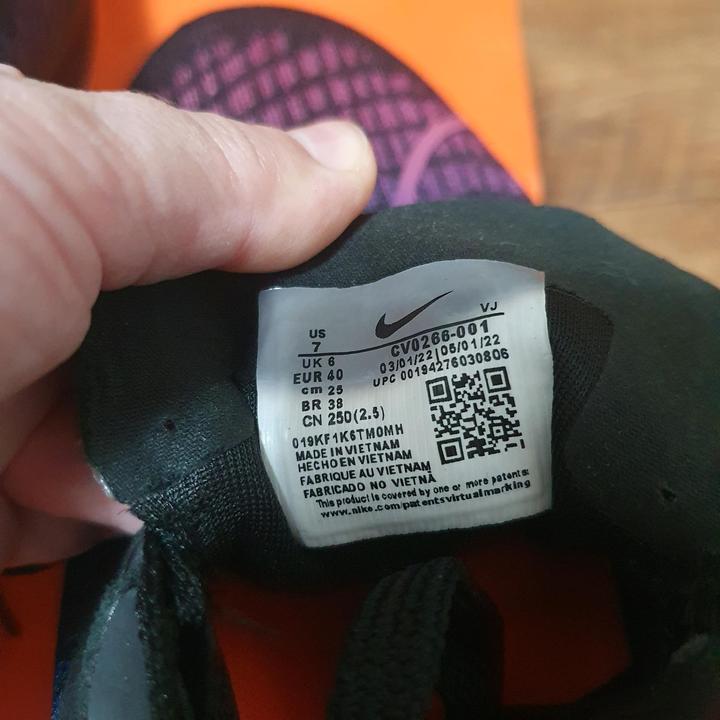 VJ
US
7
CV0266-001
UK 6
03/01/22 | 05/01/22
EUR 40
UPC 00194276030806
cm 25
BR 38
CN 250(2.5)
019KF1K6TM0MH
MADE IN VIETNAM
HECHO EN VIETNAM
FABRIQUE AU VIETNAM
FABRICADO NO VIETNÃ
This product is covered by one or more patents:
www.nike.com/patentsvirtualmarking